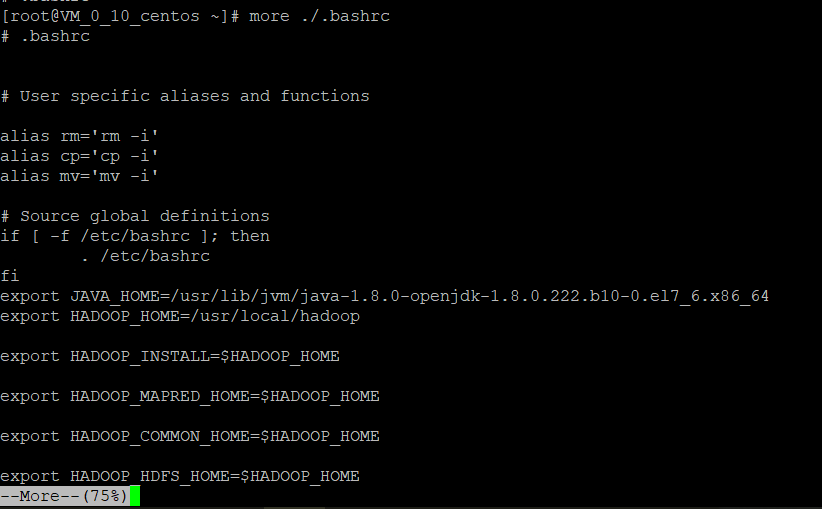 [root@VM_0_10_centos ~]# more ./.bashrc
# .bashrc
# User specific aliases and functions
alias rm='rm -i'
alias cp='cp -i'
alias mv='mv -i'
# Source global definitions
if [ -f /etc/bashrc ]; then
. /etc/bashrc
fi
export JAVA_HOME=/usr/lib/jvm/java-1.8.0-openjdk-1.8.0.222.b10-0.el7_6.x86_64
export HADOOP_HOME=/usr/local/hadoop
export HADOOP_INSTALL=$HADOOP_HOME
export HADOOP_MAPRED_HOME=$HADOOP_HOME
export HADOOP_COMMON_HOME=$HADOOP_HOME
export HADOOP_HDFS_HOME=$HADOOP_HOME
--More--(75%)